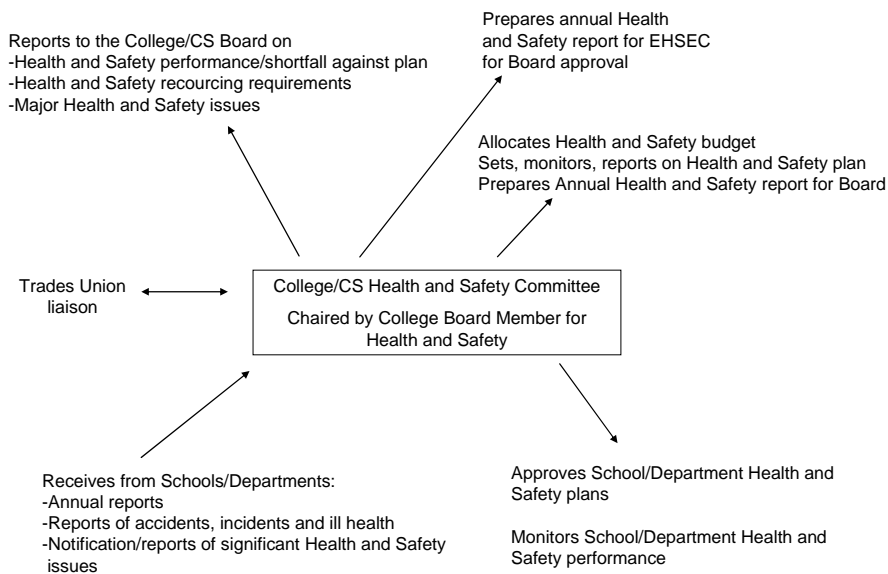 Prepares annual Health
and Safety report for EHSEC
for Board approval
Reports to the College/CS Board on
-Health and Safety performance/shortfall against plan
-Health and Safety recourcing requirements
-Major Health and Safety issues
Allocates Health and Safety budget
Sets, monitors, reports on Health and Safety plan
Prepares Annual Health and Safety report for Board
Trades Union
liaison
College/CS Health and Safety Committee
Chaired by College Board Member for
Health and Safety
Receives from Schools/Departments:
-Annual reports
-Reports of accidents, incidents and ill health
-Notification/reports of significant Health and Safety
issues
Approves School/Department Health and
Safety plans
Monitors School/Department Health and
Safety performance